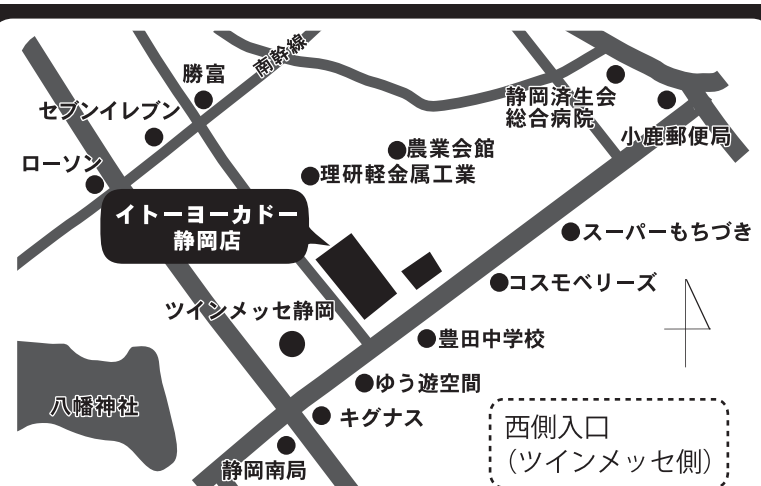 南幹線
勝富
セブンイレブン
ローソン
静岡済生会
総合病院
小鹿郵便局
農業会館
理研軽金属工業
イトーヨーカドー
静岡店
スーパーもちづき
コスモベリーズ
ツインメッセ静岡
豊田中学校
ゆう遊空間
八幡神社
キグナス
静岡南局
西側入口
（ツインメッセ側）